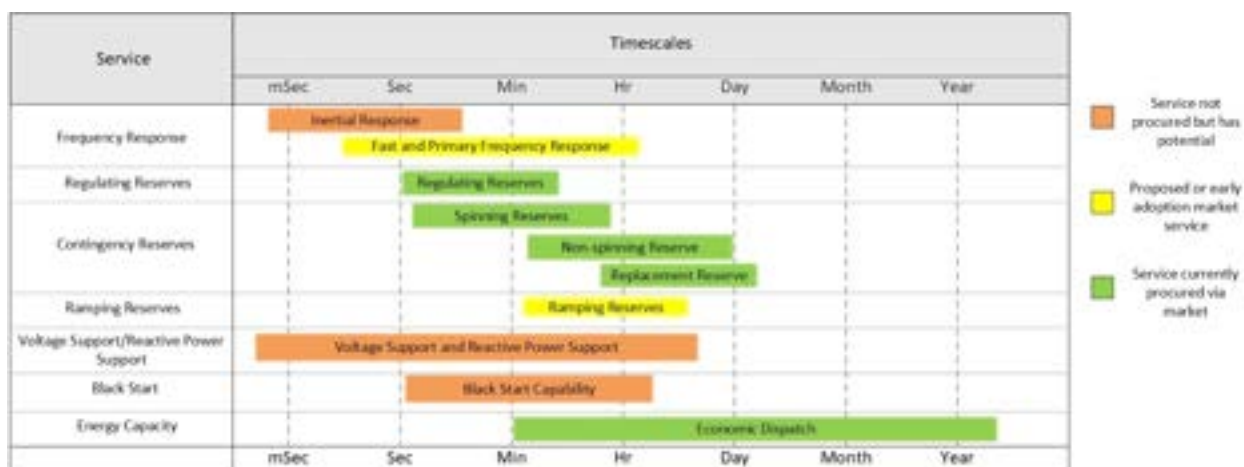 Service
Timescales
mSec Sec Min Hr Day Month Year
Frequency Response
Inertial Response
Fast and Primary Frequency Response
Regulating Reserves
Regulating Reserves
Contingency Reserves
Spinning Reserves
Non-spinning Reserve
Replacement Reserve
Ramping Reserves
Ramping Reserves
Voltage Support/Reactive Power
Support
Voltage Support and Reactive Power Support
Black Start
Black Start Capability
Energy Capacity
Economic Dispatch
mSec Sec Min Hr Day Month Year
Service not
procured but has
potential
Proposed or early
adoption market
service
Service currently
procured via
market